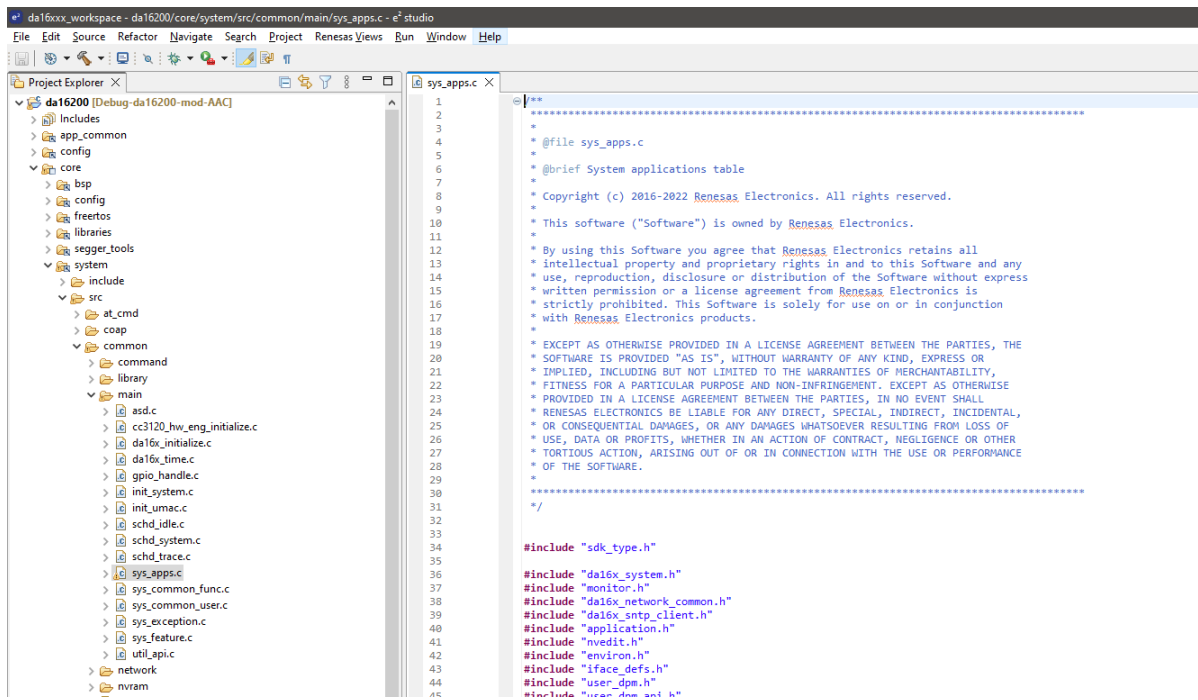 da16xxx_workspace - da16200/core/system/src/common/main/sys_apps.c - e² studio
File Edit Source Refactor Navigate Search Project Renesas Views Run Window Help
Project Explorer
da16200 [Debug-da16200-mod-AAC]
Includes
app_common
config
core
bsp
config
freertos
libraries
segger_tools
system
include
src
at_cmd
coap
common
command
library
main
asd.c
cc3120_hw_eng_initialize.c
da16x_initialize.c
da16x_time.c
gpio_handle.c
init_system.c
init_umac.c
schd_idle.c
schd_system.c
schd_trace.c
sys_apps.c
sys_common_func.c
sys_common_user.c
sys_exception.c
sys_feature.c
util_api.c
network
nvram
sys_apps.c
1 /**
2 ****************************************************************************************
3 *
4 * @file sys_apps.c
5 *
6 * @brief System applications table
7 *
8 * Copyright (c) 2016-2022 Renesas Electronics. All rights reserved.
9 *
10 * This software ("Software") is owned by Renesas Electronics.
11 *
12 * By using this Software you agree that Renesas Electronics retains all
13 * intellectual property and proprietary rights in and to this Software and any
14 * use, reproduction, disclosure or distribution of the Software without express
15 * written permission or a license agreement from Renesas Electronics is
16 * strictly prohibited. This Software is solely for use on or in conjunction
17 * with Renesas Electronics products.
18 *
19 * EXCEPT AS OTHERWISE PROVIDED IN A LICENSE AGREEMENT BETWEEN THE PARTIES, THE
20 * SOFTWARE IS PROVIDED "AS IS", WITHOUT WARRANTY OF ANY KIND, EXPRESS OR
21 * IMPLIED, INCLUDING BUT NOT LIMITED TO THE WARRANTIES OF MERCHANTABILITY,
22 * FITNESS FOR A PARTICULAR PURPOSE AND NON-INFRINGEMENT. EXCEPT AS OTHERWISE
23 * PROVIDED IN A LICENSE AGREEMENT BETWEEN THE PARTIES, IN NO EVENT SHALL
24 * RENESAS ELECTRONICS BE LIABLE FOR ANY DIRECT, SPECIAL, INDIRECT, INCIDENTAL,
25 * OR CONSEQUENTIAL DAMAGES, OR ANY DAMAGES WHATSOEVER RESULTING FROM LOSS OF
26 * USE, DATA OR PROFITS, WHETHER IN AN ACTION OF CONTRACT, NEGLIGENCE OR OTHER
27 * TORTIOUS ACTION, ARISING OUT OF OR IN CONNECTION WITH THE USE OR PERFORMANCE
28 * OF THE SOFTWARE.
29 *
30 ****************************************************************************************
31 */
32
33
34 #include "sdk_type.h"
35
36 #include "da16x_system.h"
37 #include "monitor.h"
38 #include "da16x_network_common.h"
39 #include "da16x_sntp_client.h"
40 #include "application.h"
41 #include "nvedit.h"
42 #include "environ.h"
43 #include "iface_defs.h"
44 #include "user_dpm.h"
45 #include "user_dpm_api.h"